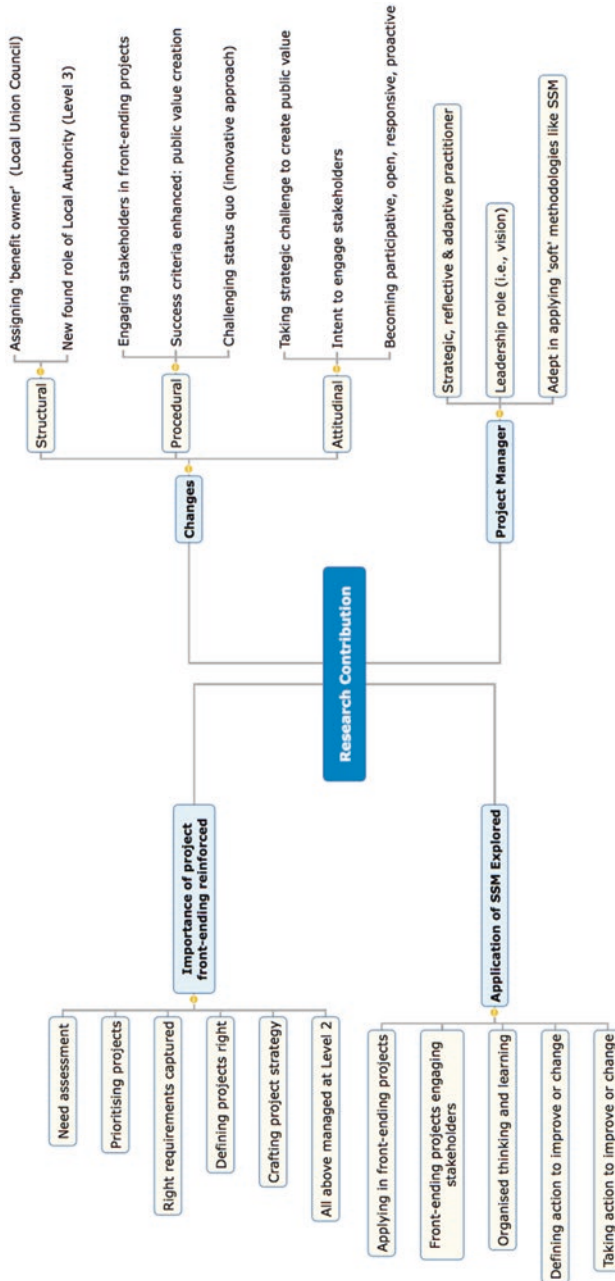 Research Contribution
Importance of project
front-ending reinforced
Need assessment
Prioritising projects
Right requirements captured
Defining projects right
Crafting project strategy
All above managed at Level 2
Application of SSM Explored
Applying in front-ending projects
Front-ending projects engaging
stakeholders
Organised thinking and learning
Defining action to improve or change
Taking action to improve or change
Changes
Structural
Assigning 'benefit owner' (Local Union Council)
New found role of Local Authority (Level 3)
Procedural
Engaging stakeholders in front-ending projects
Success criteria enhanced: public value creation
Challenging status quo (innovative approach)
Attitudinal
Taking strategic challenge to create public value
Intent to engage stakeholders
Becoming participative, open, responsive, proactive
Project Manager
Strategic, reflective & adaptive practitioner
Leadership role (i.e., vision)
Adept in applying 'soft' methodologies like SSM